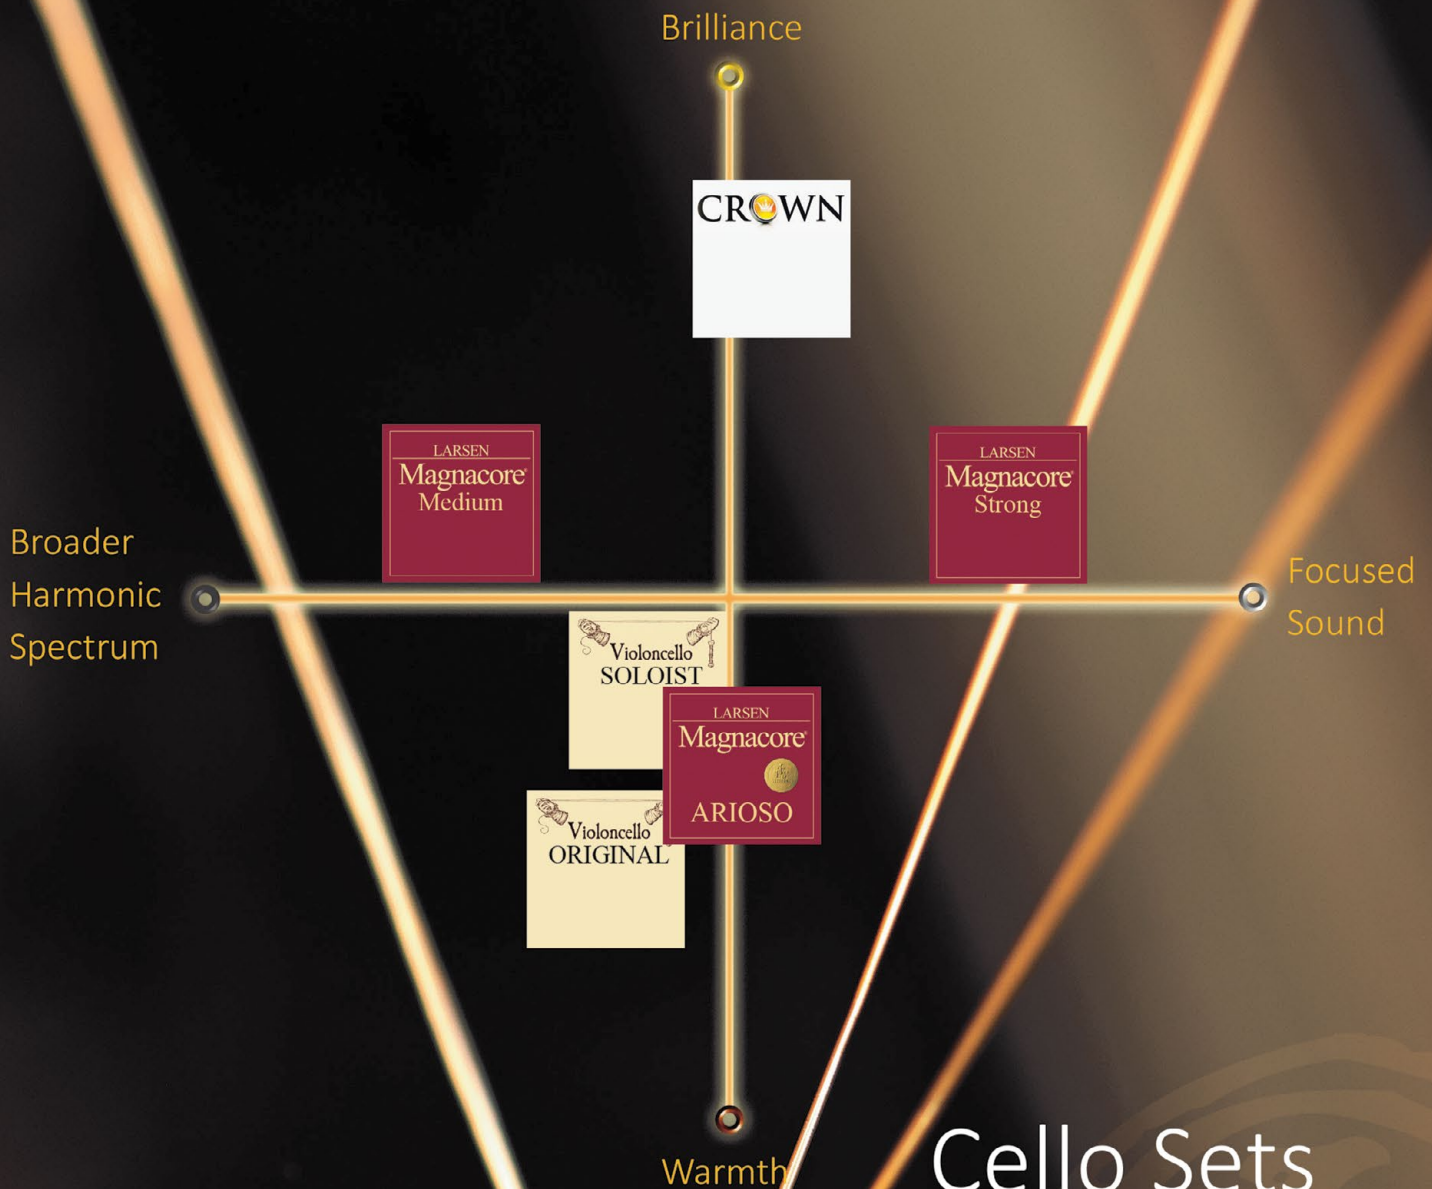 Brilliance
CROWN
LARSEN
Magnacore®
Medium
LARSEN
Magnacore®
Strong
Broader
Harmonic
Spectrum
Focused
Sound
Violoncello
SOLOIST
LARSEN
Magnacore®
ARIOSO
Violoncello
ORIGINAL
Warmth
Cello Sets